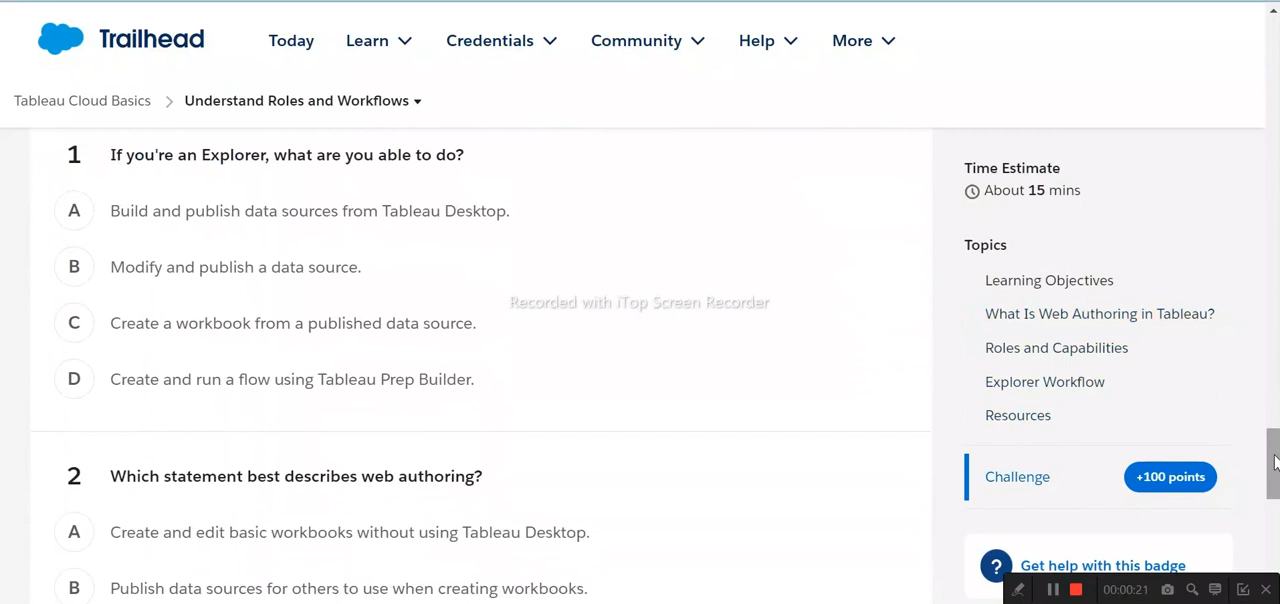 Trailhead
Today Learn Credentials Community Help More
Tableau Cloud Basics Understand Roles and Workflows
1 If you're an Explorer, what are you able to do?
A Build and publish data sources from Tableau Desktop.
B Modify and publish a data source.
Recorded with iTop Screen Recorder
C Create a workbook from a published data source.
D Create and run a flow using Tableau Prep Builder.
2 Which statement best describes web authoring?
A Create and edit basic workbooks without using Tableau Desktop.
B Publish data sources for others to use when creating workbooks.
Time Estimate
About 15 mins
Topics
Learning Objectives
What Is Web Authoring in Tableau?
Roles and Capabilities
Explorer Workflow
Resources
Challenge +100 points
? Get help with this badge
00:00:21